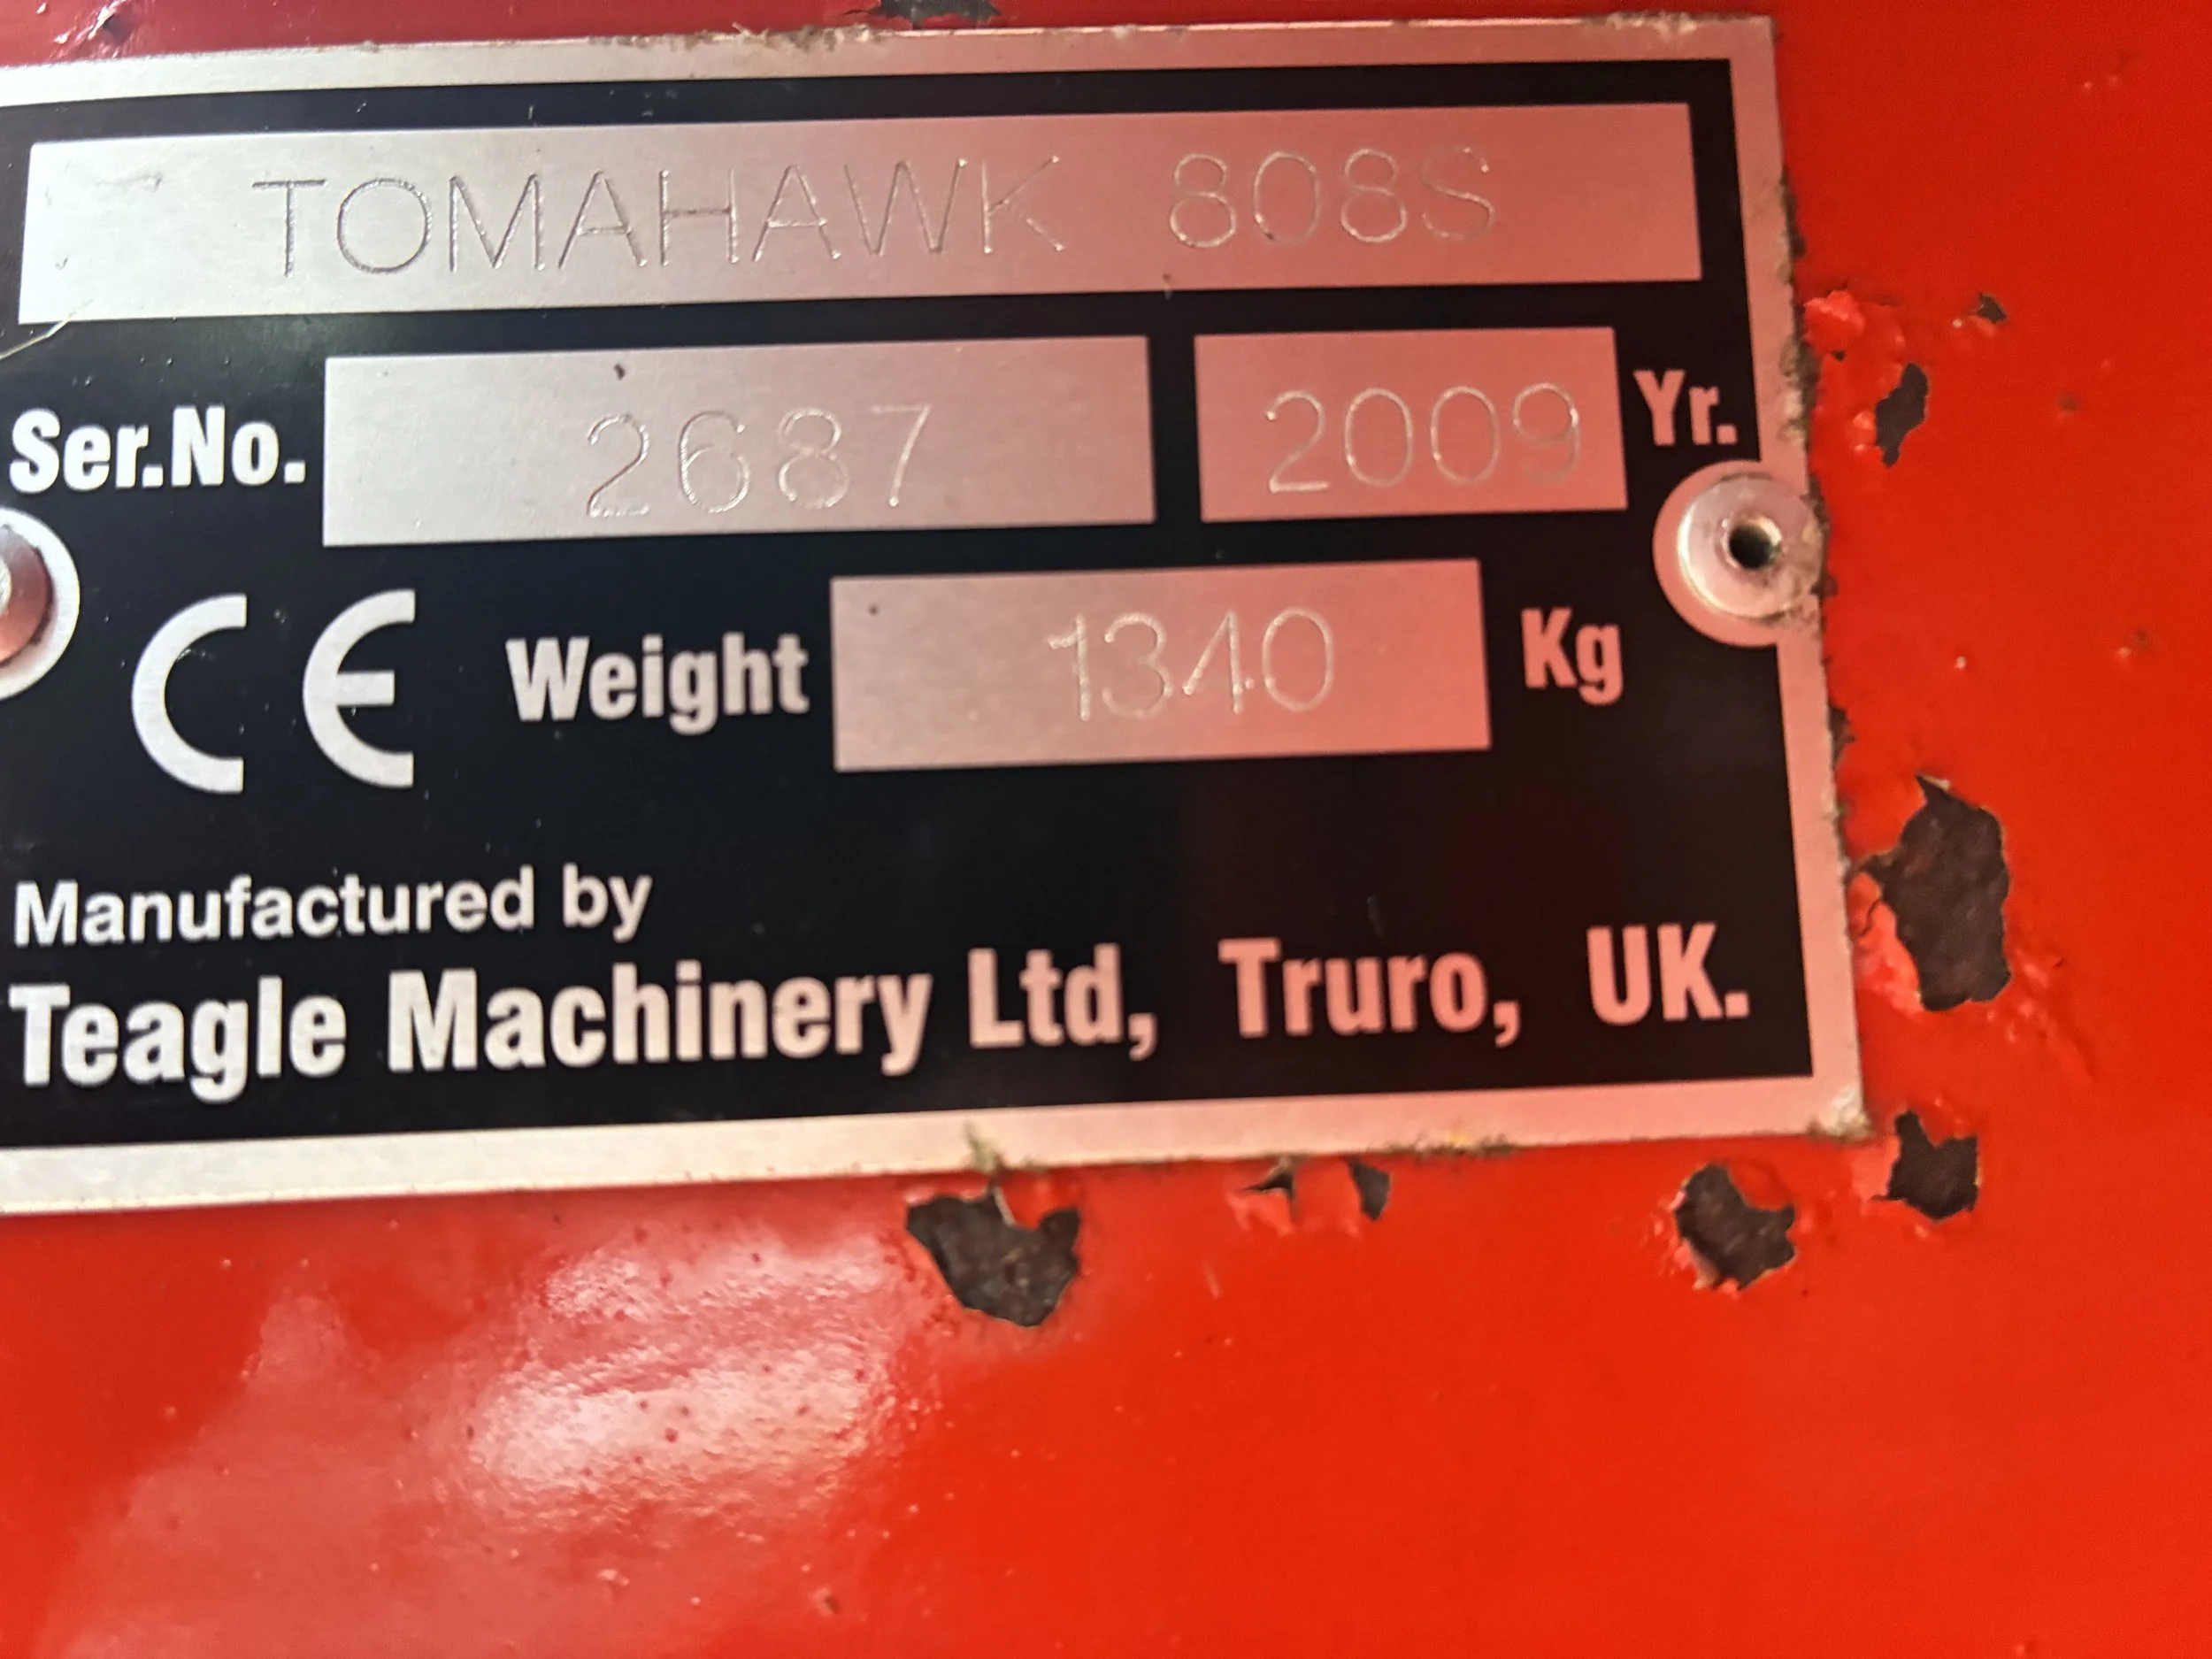 TOMAHAWK 808S
Ser.No. 2687 2009 Yr.
CE Weight 1340 Kg
Manufactured by
Teagle Machinery Ltd, Truro, UK.